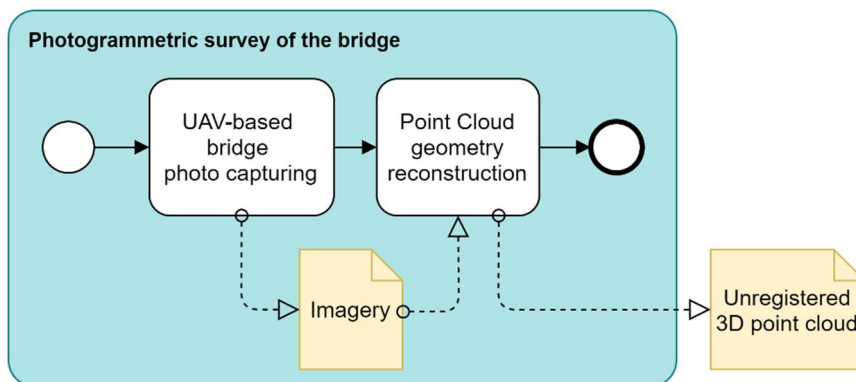 Photogrammetric survey of the bridge
UAV-based
bridge
photo capturing
Point Cloud
geometry
reconstruction
Imagery
Unregistered
3D point cloud